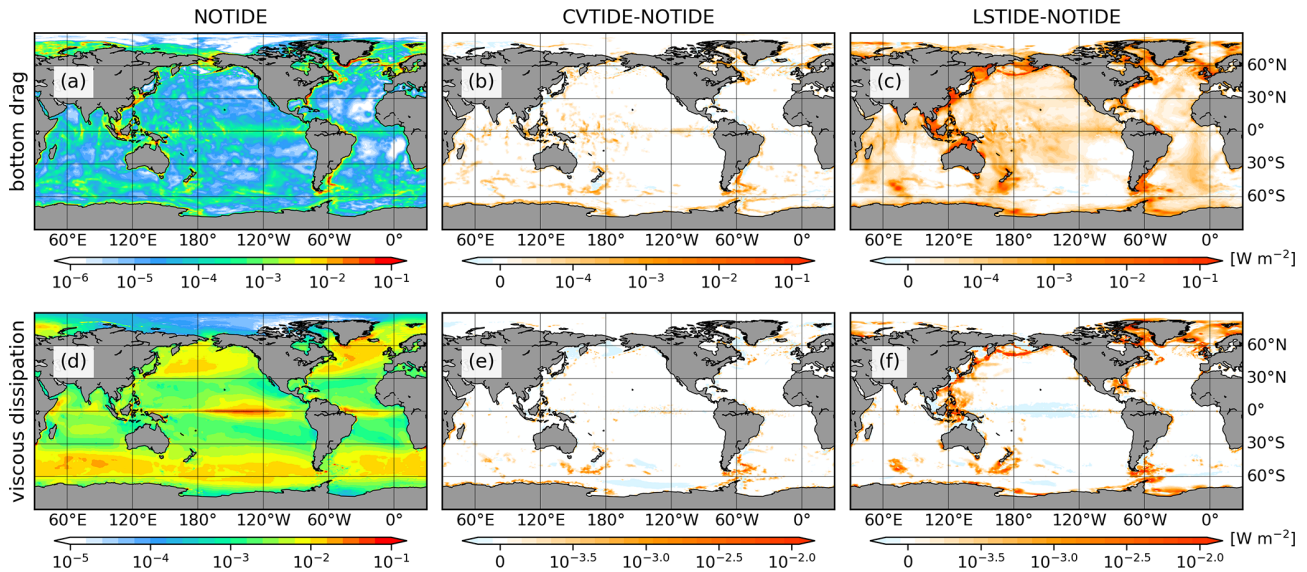 NOTIDE CVTIDE-NOTIDE LSTIDE-NOTIDE
bottom drag
(a) (b) (c)
60°N
30°N
0°
30°S
60°S
60°E 120°E 180° 120°W 60°W 0° 60°E 120°E 180° 120°W 60°W 0° 60°E 120°E 180° 120°W 60°W 0°
10⁻⁶ 10⁻⁵ 10⁻⁴ 10⁻³ 10⁻² 10⁻¹ 0 10⁻⁴ 10⁻³ 10⁻² 10⁻¹ 0 10⁻⁴ 10⁻³ 10⁻² 10⁻¹ [W m⁻²]
viscous dissipation
(d) (e) (f)
60°N
30°N
0°
30°S
60°S
60°E 120°E 180° 120°W 60°W 0° 60°E 120°E 180° 120°W 60°W 0° 60°E 120°E 180° 120°W 60°W 0°
10⁻⁵ 10⁻⁴ 10⁻³ 10⁻² 10⁻¹ 0 10⁻³·⁵ 10⁻³·⁰ 10⁻²·⁵ 10⁻²·⁰ 0 10⁻³·⁵ 10⁻³·⁰ 10⁻²·⁵ 10⁻²·⁰ [W m⁻²]